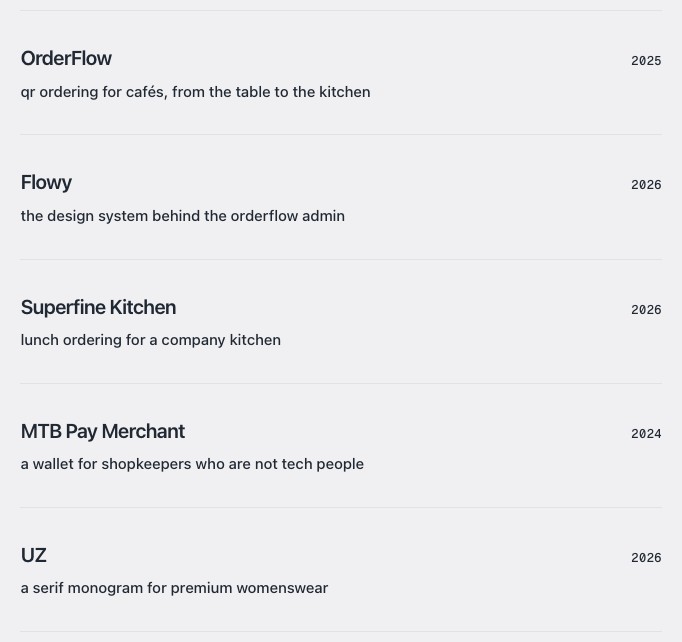 OrderFlow
2025
qr ordering for cafés, from the table to the kitchen
Flowy
2026
the design system behind the orderflow admin
Superfine Kitchen
2026
lunch ordering for a company kitchen
MTB Pay Merchant
2024
a wallet for shopkeepers who are not tech people
UZ
2026
a serif monogram for premium womenswear